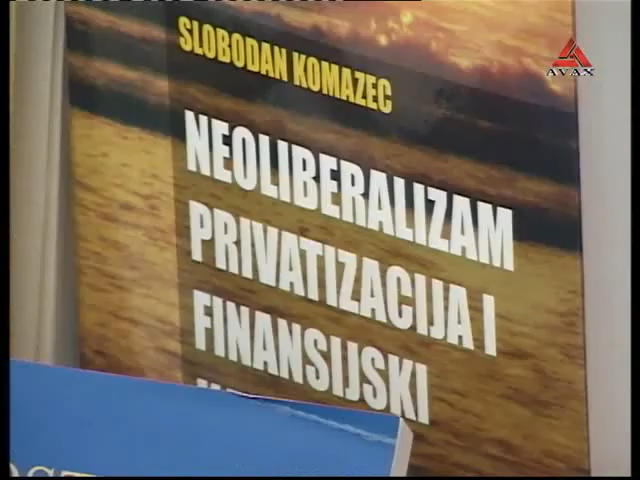 AVAX
SLOBODAN KOMAZEC
NEOLIBERALIZAM
PRIVATIZACIJA I
FINANSIJSKI